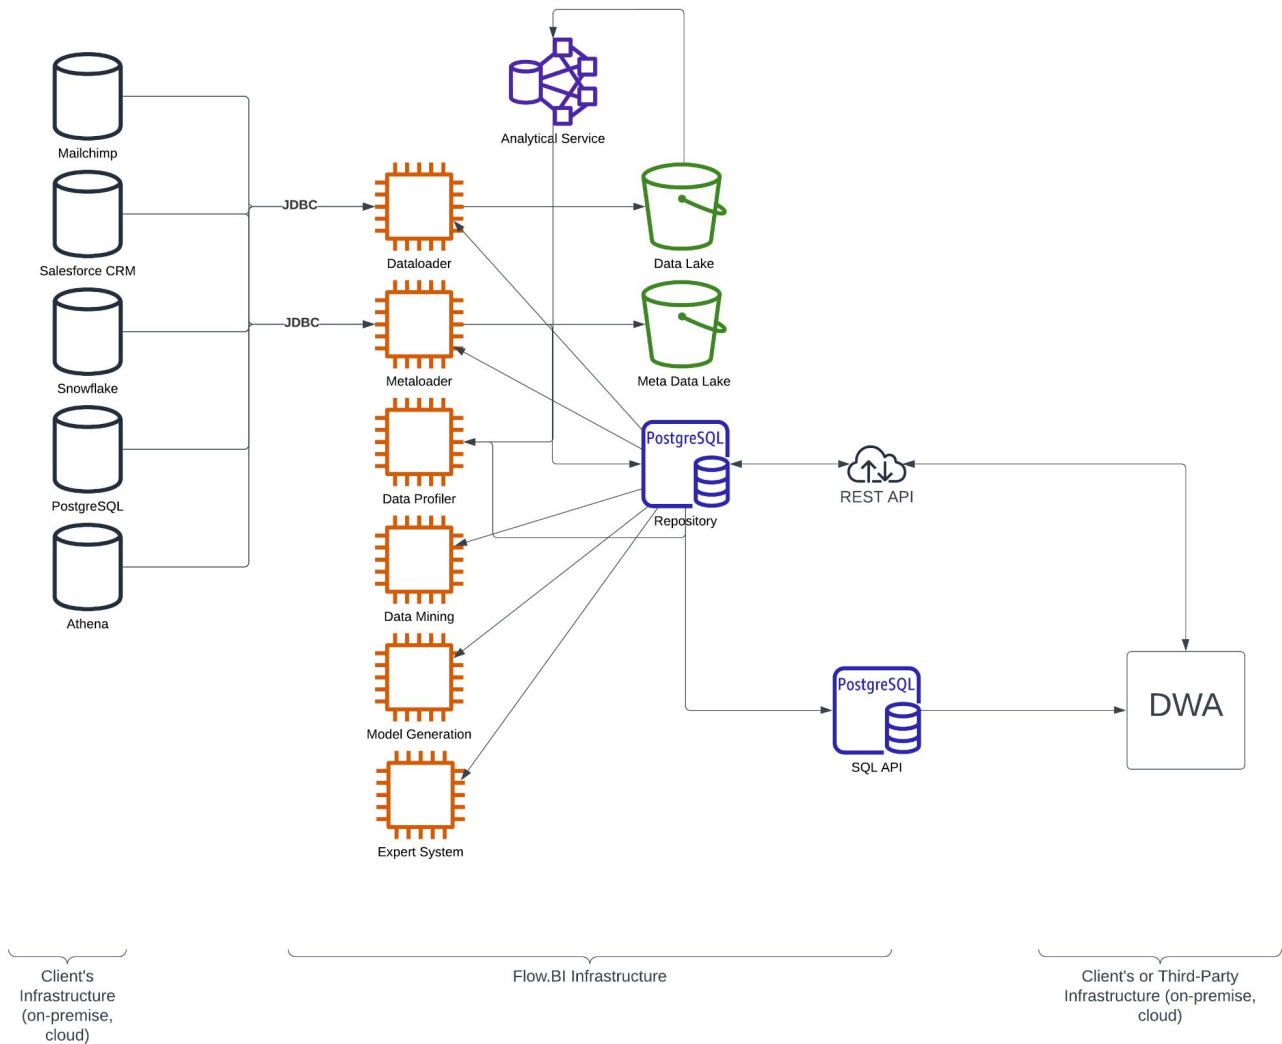 Analytical Service
Mailchimp
JDBC
Salesforce CRM
Dataloader
Data Lake
JDBC
Snowflake
Metaloader
Meta Data Lake
PostgreSQL
Data Profiler
PostgreSQL
Repository
REST API
Athena
Data Mining
Model Generation
PostgreSQL
SQL API
DWA
Expert System
Client's
Infrastructure
(on-premise,
cloud)
Flow.BI Infrastructure
Client's or Third-Party
Infrastructure (on-premise,
cloud)